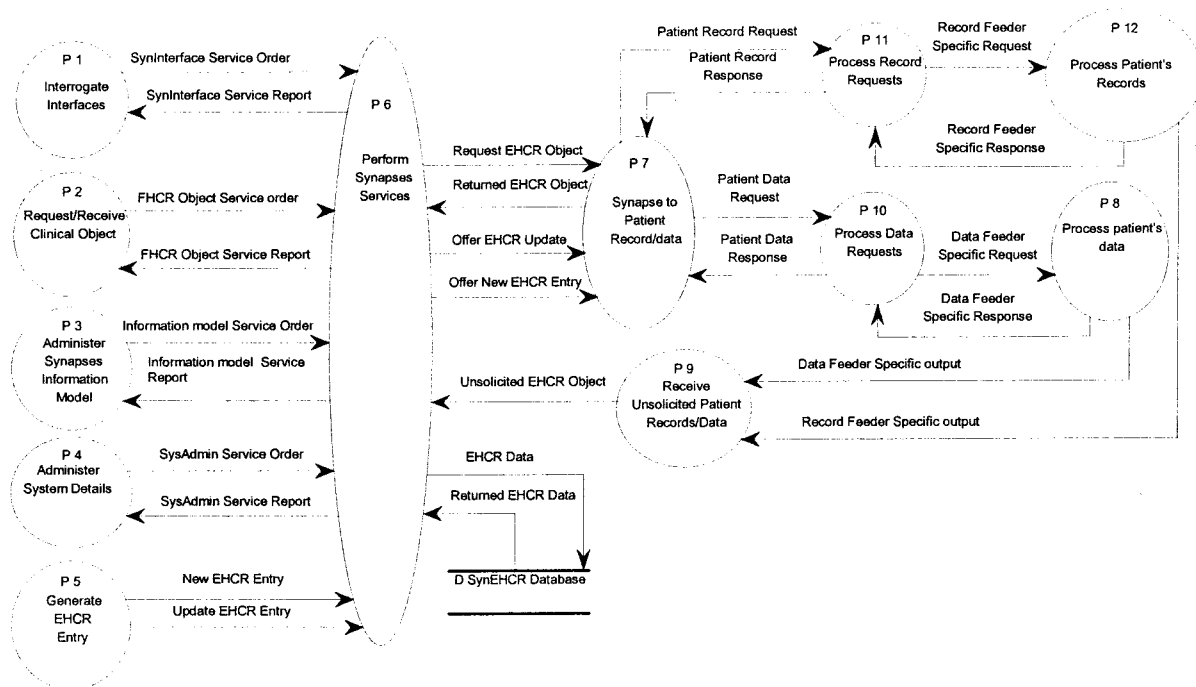 P 1
Interrogate
Interfaces
SynInterface Service Order
SynInterface Service Report
P 2
Request/Receive
Clinical Object
FHCR Object Service order
FHCR Object Service Report
P 3
Administer
Synapses
Information
Model
Information model Service Order
Information model Service
Report
P 4
Administer
System Details
SysAdmin Service Order
SysAdmin Service Report
P 5
Generate
EHCR
Entry
New EHCR Entry
Update EHCR Entry
P 6
Perform
Synapses
Services
Request EHCR Object
Returned EHCR Object
Offer EHCR Update
Offer New EHCR Entry
Unsolicited EHCR Object
EHCR Data
Returned EHCR Data
D SynEHCR Database
P 7
Synapse to
Patient
Record/data
Patient Record Request
Patient Record
Response
Patient Data
Request
Patient Data
Response
P 9
Receive
Unsolicited Patient
Records/Data
P 11
Process Record
Requests
Record Feeder
Specific Request
Record Feeder
Specific Response
P 12
Process Patient's
Records
P 10
Process Data
Requests
Data Feeder
Specific Request
Data Feeder
Specific Response
P 8
Process patient's
data
Data Feeder Specific output
Record Feeder Specific output